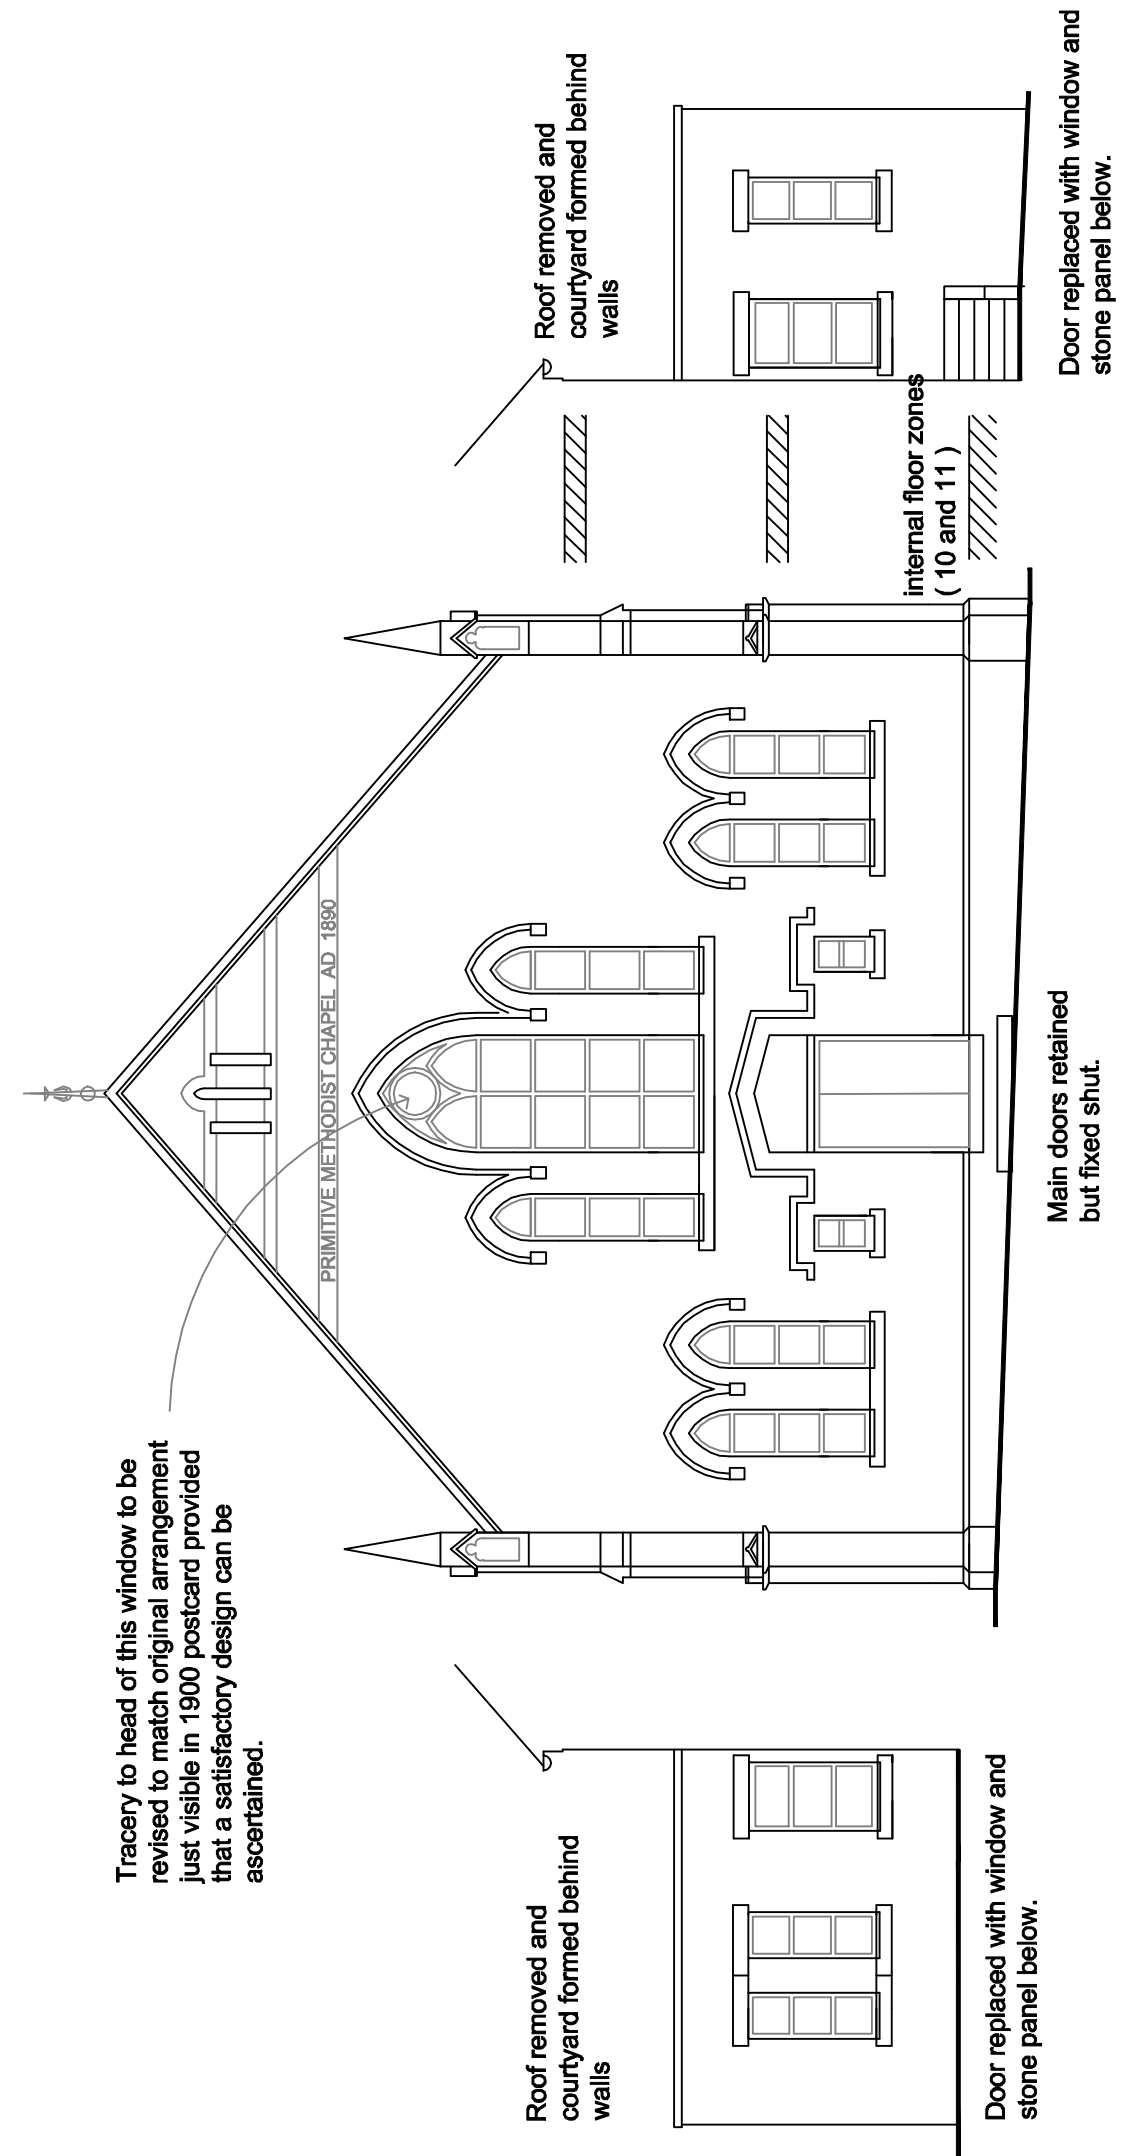 Tracery to head of this window to be
revised to match original arrangement
just visible in 1900 postcard provided
that a satisfactory design can be
ascertained.
PRIMITIVE METHODIST CHAPEL AD 1890
Roof removed and
courtyard formed behind
walls
Roof removed and
courtyard formed behind
walls
internal floor zones
( 10 and 11 )
Door replaced with window and
stone panel below.
Main doors retained
but fixed shut.
Door replaced with window and
stone panel below.